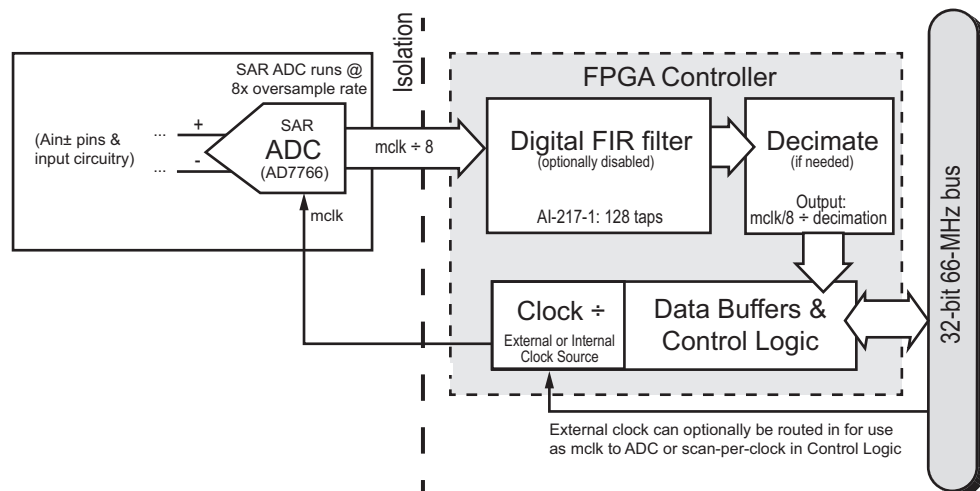 SAR ADC runs @
8x oversample rate
(Ain± pins &
input circuitry)
...
...
+
-
SAR
ADC
(AD7766)
mclk
Isolation
mclk ÷ 8
FPGA Controller
Digital FIR filter
(optionally disabled)
AI-217-1: 128 taps
Decimate
(if needed)
Output:
mclk/8 ÷ decimation
Clock ÷
External or Internal
Clock Source
Data Buffers &
Control Logic
32-bit 66-MHz bus
External clock can optionally be routed in for use
as mclk to ADC or scan-per-clock in Control Logic